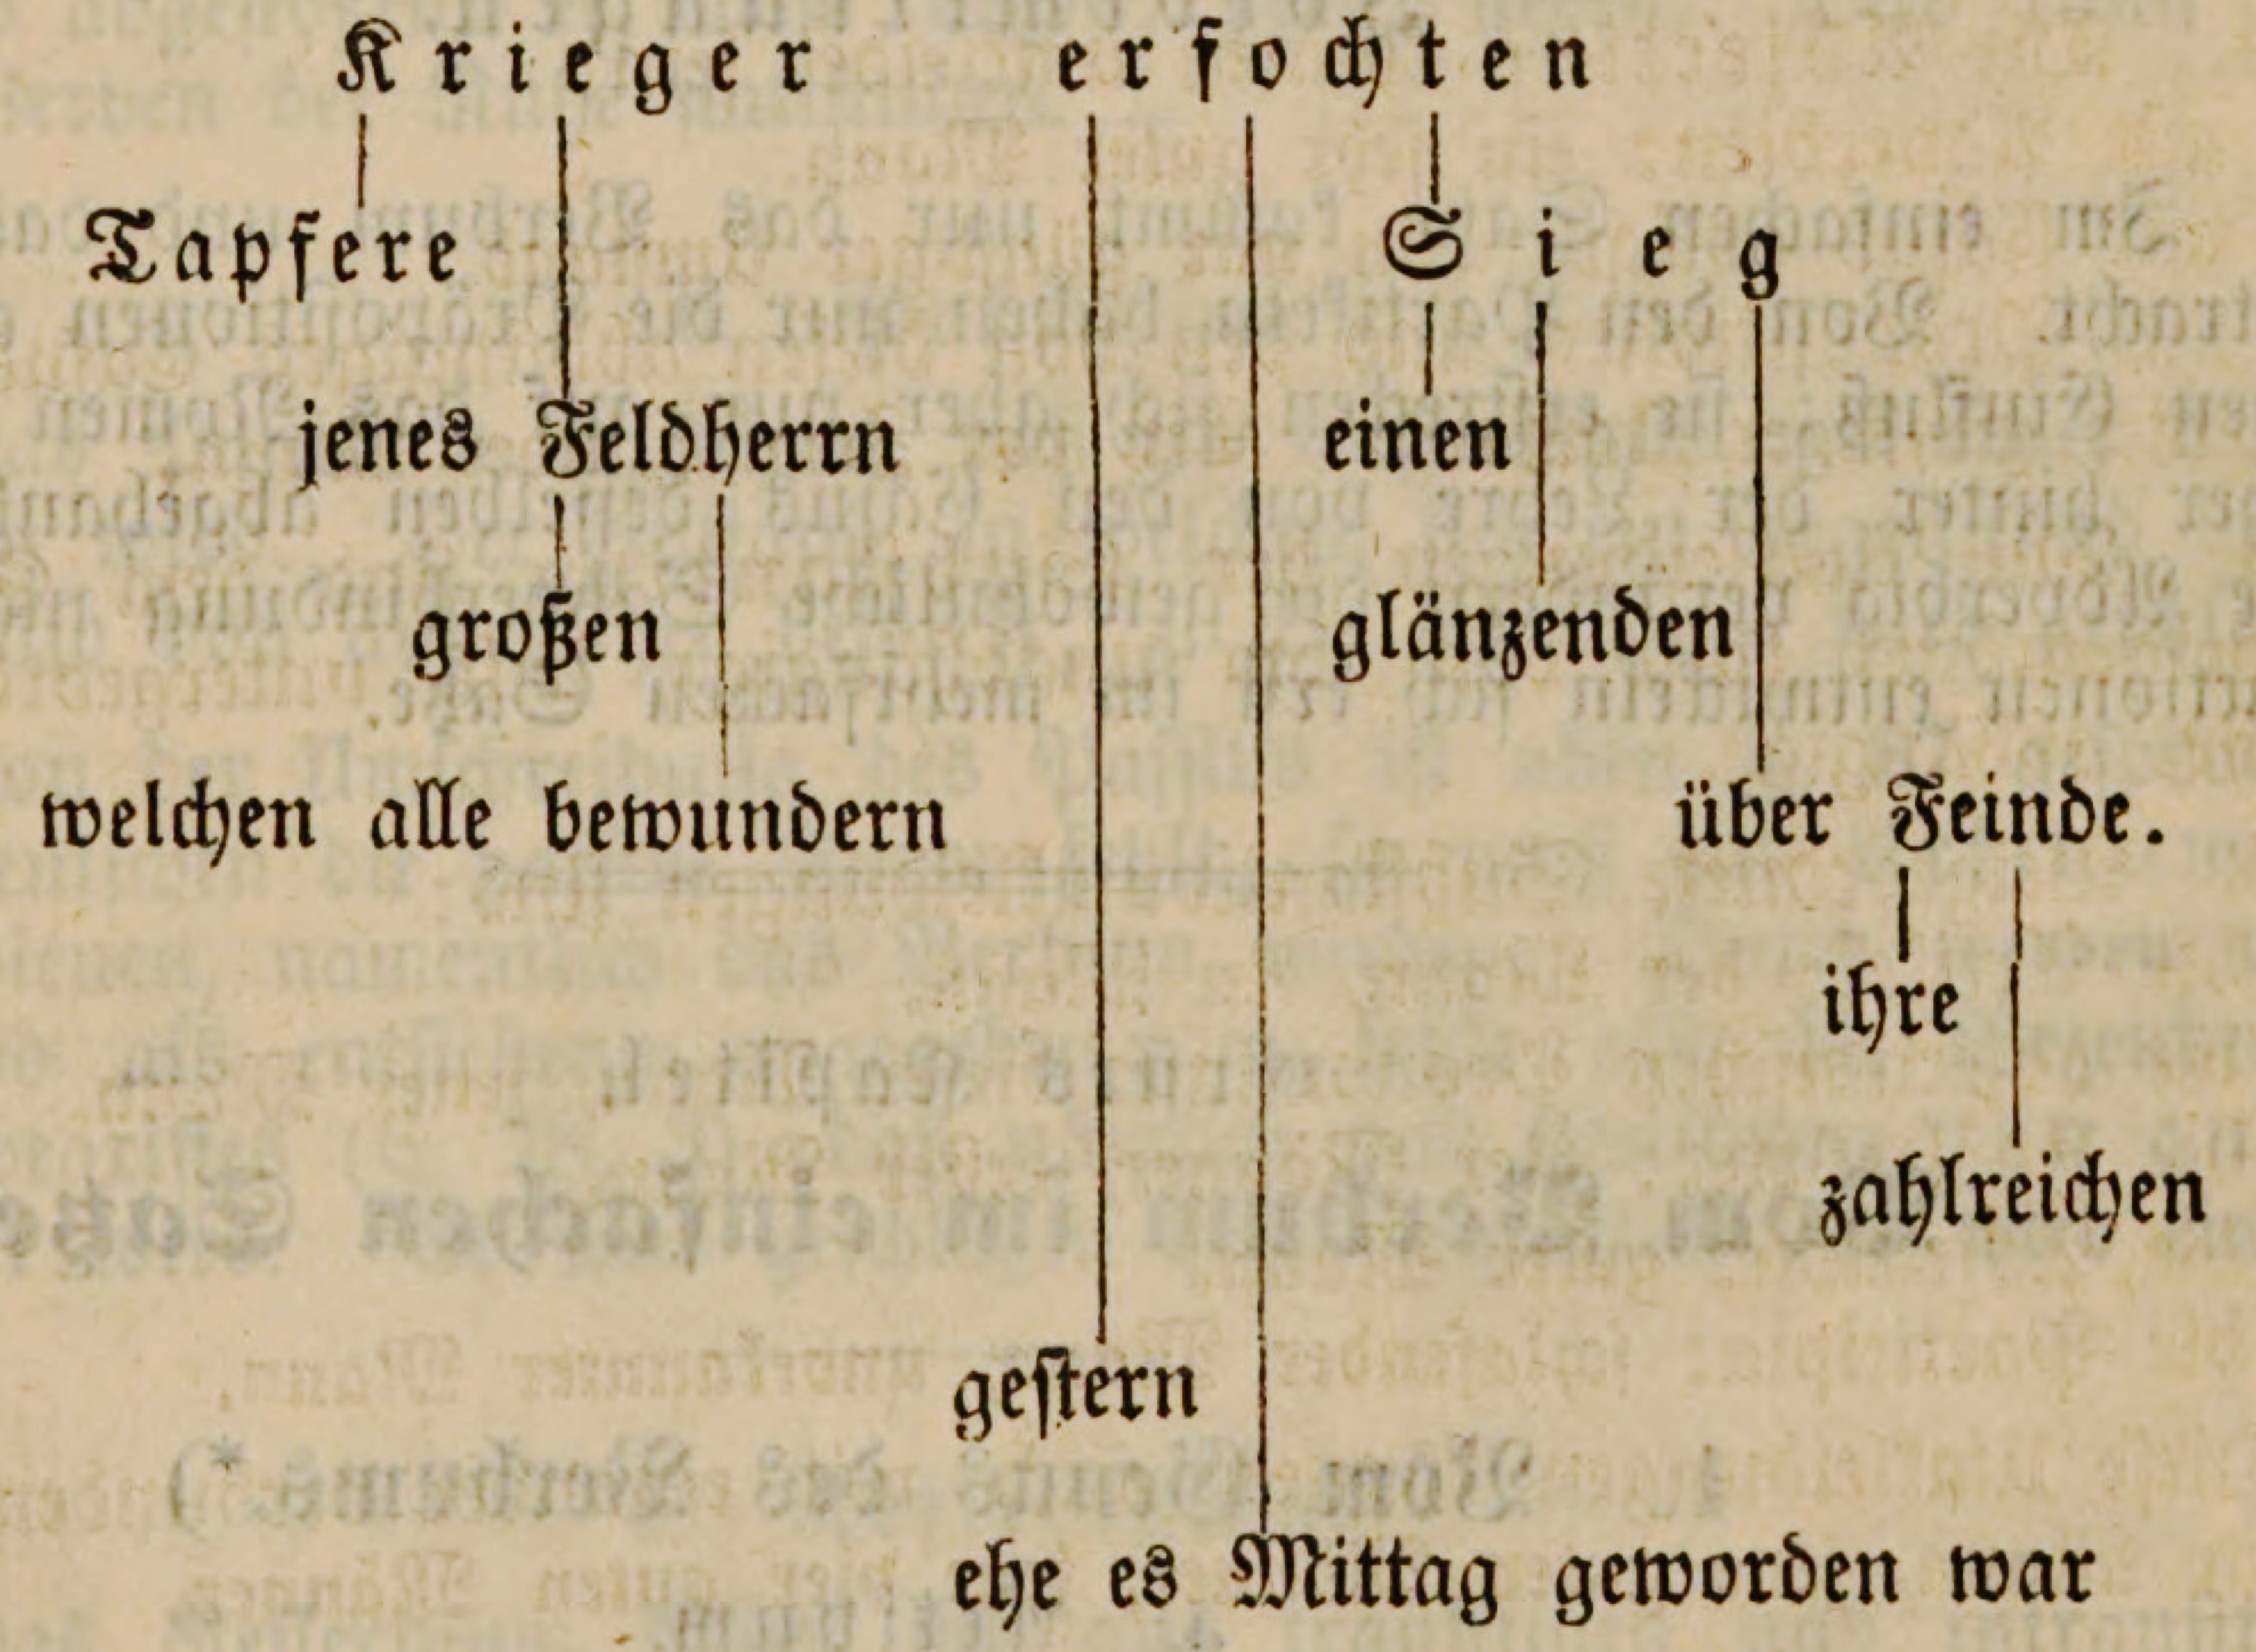 Krieger erfochten
Tapfere Sieg
jenes Feldherrn einen
großen glänzenden
welchen alle bewundern über Feinde.
ihre
zahlreichen
geſtern
ehe es Mittag geworden war